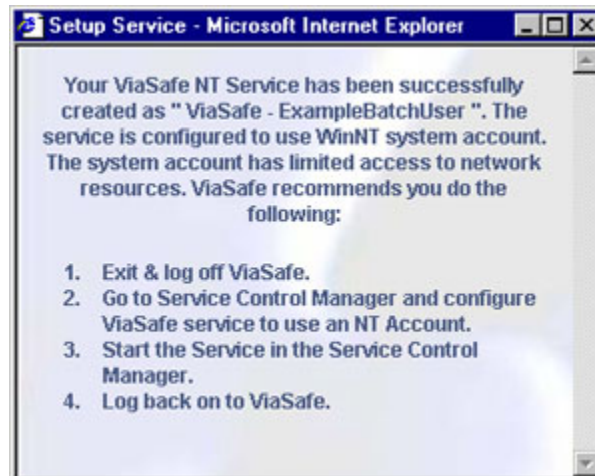 Setup Service - Microsoft Internet Explorer
Your ViaSafe NT Service has been successfully
created as " ViaSafe - ExampleBatchUser ". The
service is configured to use WinNT system account.
The system account has limited access to network
resources. ViaSafe recommends you do the
following:
1. Exit & log off ViaSafe.
2. Go to Service Control Manager and configure
ViaSafe service to use an NT Account.
3. Start the Service in the Service Control
Manager.
4. Log back on to ViaSafe.